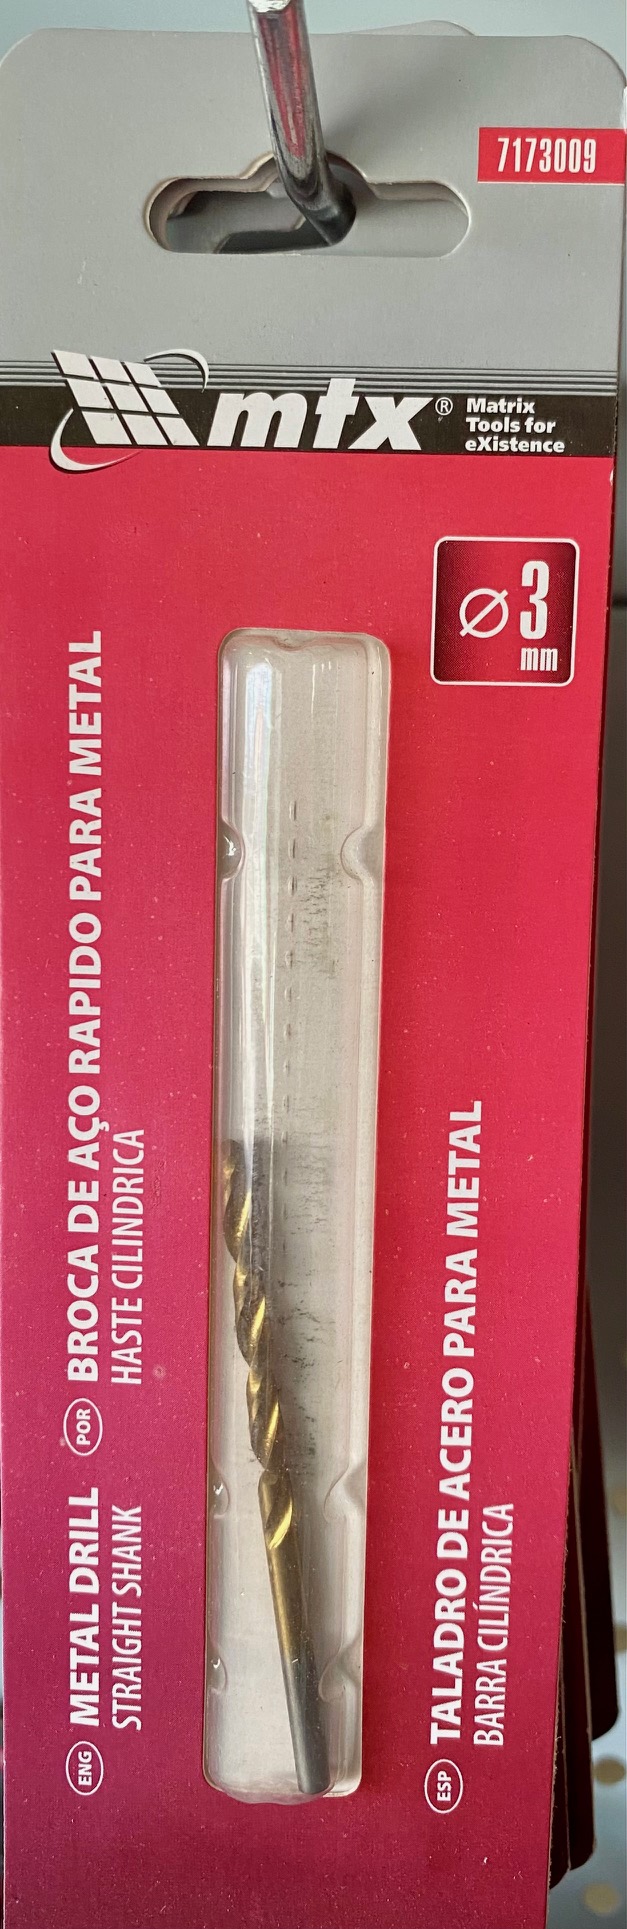 7173009
mtx® Matrix
Tools for
eXistence
Ø 3
mm
POR BROCA DE AÇO RAPIDO PARA METAL
HASTE CILINDRICA
ENG METAL DRILL
STRAIGHT SHANK
ESP TALADRO DE ACERO PARA METAL
BARRA CILÍNDRICA